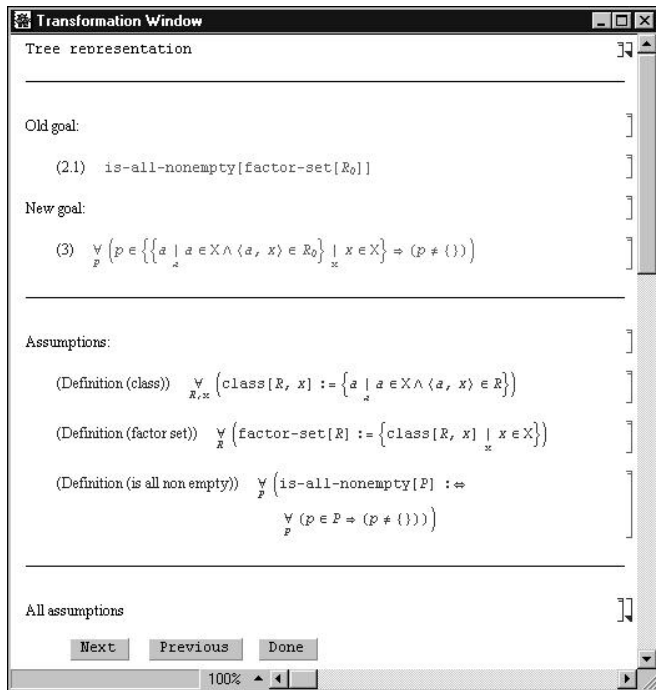 Transformation Window
Tree representation
Old goal:
(2.1) is-all-nonempty[factor-set[R₀]]
New goal:
(3) ∀ₚ (p ∈ {{a |ₐ a ∈ X ∧ ⟨a, x⟩ ∈ R₀} |ₓ x ∈ X} ⇒ (p ≠ {}))
Assumptions:
(Definition (class)) ∀_{R,x} (class[R, x] := {a |ₐ a ∈ X ∧ ⟨a, x⟩ ∈ R})
(Definition (factor set)) ∀_R (factor-set[R] := {class[R, x] |ₓ x ∈ X})
(Definition (is all non empty)) ∀_P (is-all-nonempty[P] :⇔
∀ₚ (p ∈ P ⇒ (p ≠ {})))
All assumptions
Next Previous Done
100%